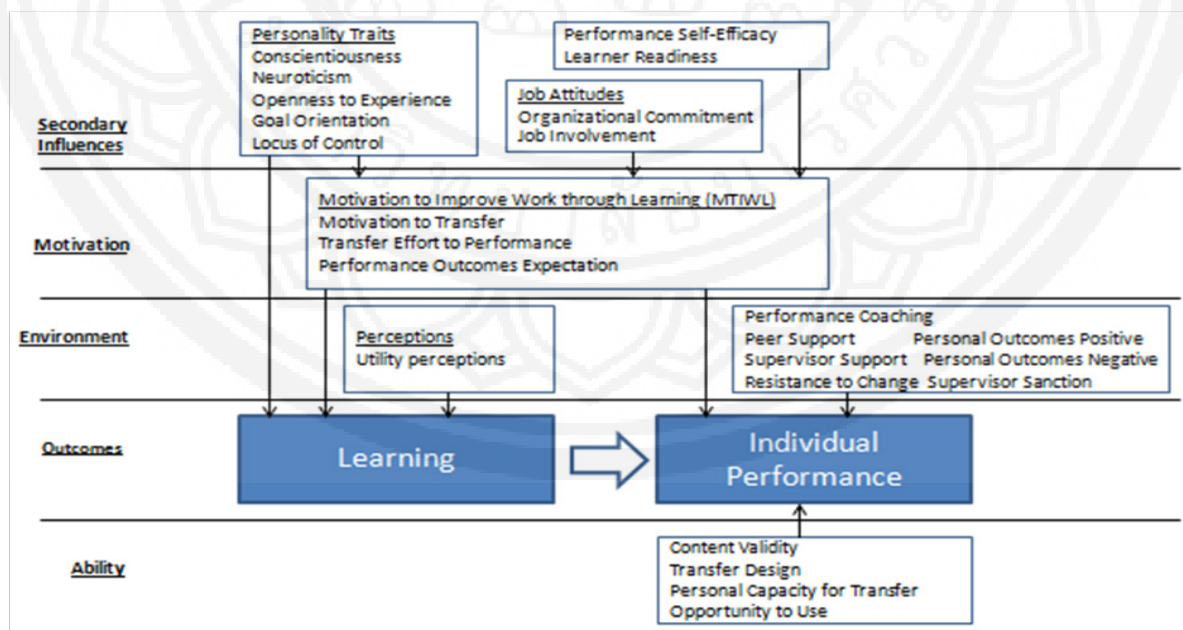 Personality Traits
Conscientiousness
Neuroticism
Openness to Experience
Goal Orientation
Locus of Control
Performance Self-Efficacy
Learner Readiness
Job Attitudes
Organizational Commitment
Job Involvement
Secondary
Influences
Motivation to Improve Work through Learning (MTIWL)
Motivation to Transfer
Transfer Effort to Performance
Performance Outcomes Expectation
Motivation
Environment
Perceptions
Utility perceptions
Performance Coaching
Peer Support Personal Outcomes Positive
Supervisor Support Personal Outcomes Negative
Resistance to Change Supervisor Sanction
Outcomes
Learning
Individual
Performance
Ability
Content Validity
Transfer Design
Personal Capacity for Transfer
Opportunity to Use